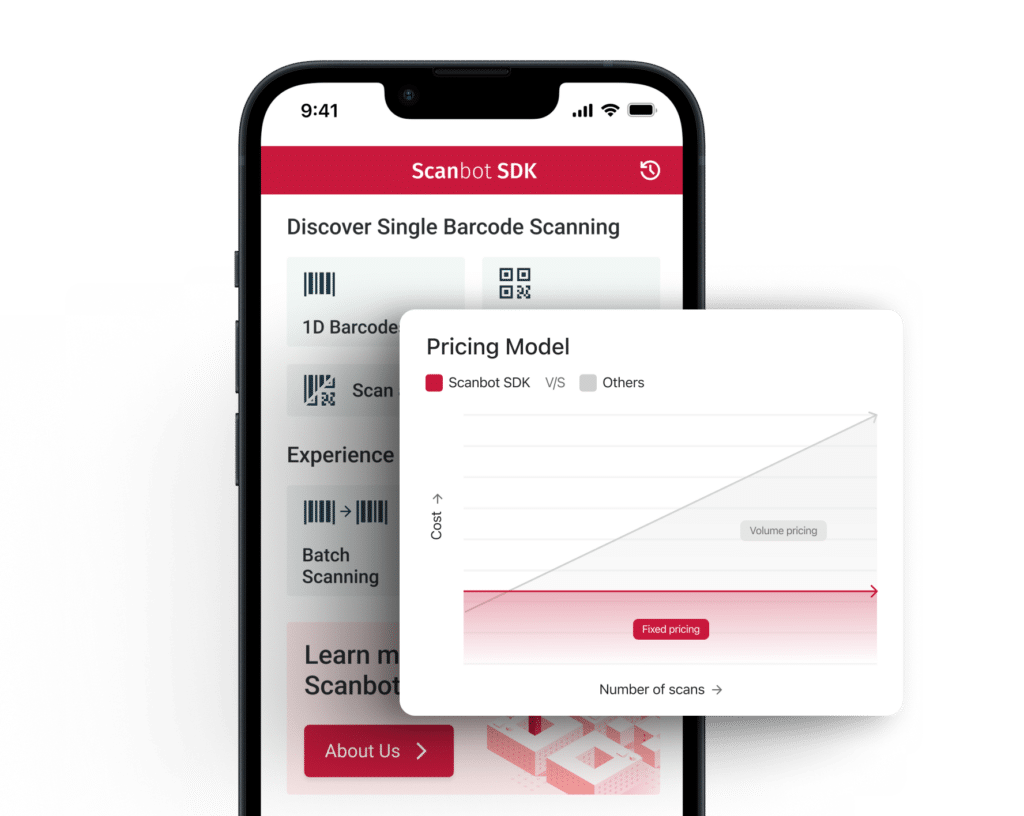 9:41
Scanbot SDK
Discover Single Barcode Scanning
1D Barcode
Scan
Experience
Batch
Scanning
Learn m
Scanbot
About Us
Pricing Model
Scanbot SDK V/S Others
Cost →
Volume pricing
Fixed pricing
Number of scans →